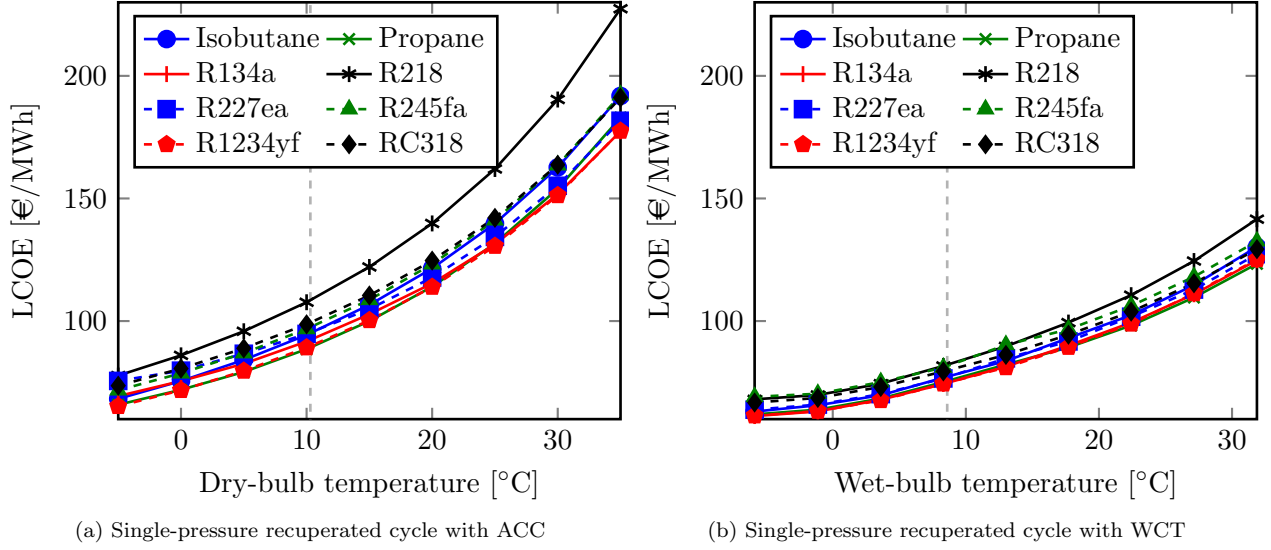 Isobutane Propane
R134a R218
R227ea R245fa
R1234yf RC318
200
150
100
LCOE [€/MWh]
0 10 20 30
Dry-bulb temperature [°C]
(a) Single-pressure recuperated cycle with ACC
Isobutane Propane
R134a R218
R227ea R245fa
R1234yf RC318
200
150
100
LCOE [€/MWh]
0 10 20 30
Wet-bulb temperature [°C]
(b) Single-pressure recuperated cycle with WCT